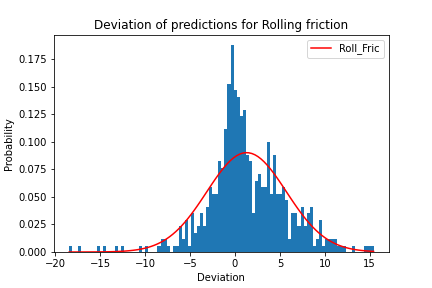 Deviation of predictions for Rolling friction
Roll_Fric
Probability
0.175
0.150
0.125
0.100
0.075
0.050
0.025
0.000
−20 −15 −10 −5 0 5 10 15
Deviation